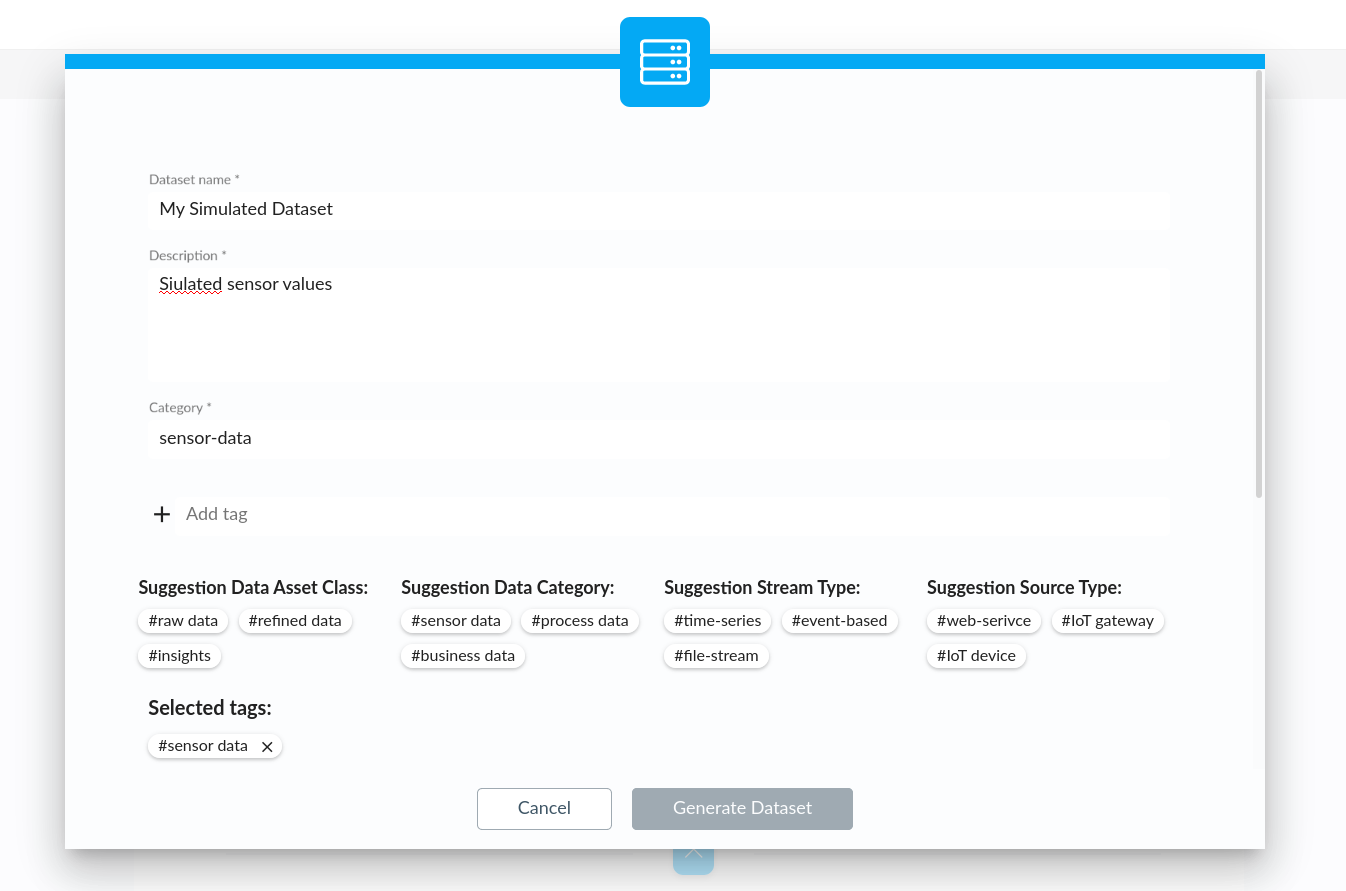 Dataset name *
My Simulated Dataset
Description *
Siulated sensor values
Category *
sensor-data
Add tag
Suggestion Data Asset Class:
#raw data #refined data
#insights
Suggestion Data Category:
#sensor data #process data
#business data
Suggestion Stream Type:
#time-series #event-based
#file-stream
Suggestion Source Type:
#web-serivce #IoT gateway
#IoT device
Selected tags:
#sensor data
Cancel Generate Dataset